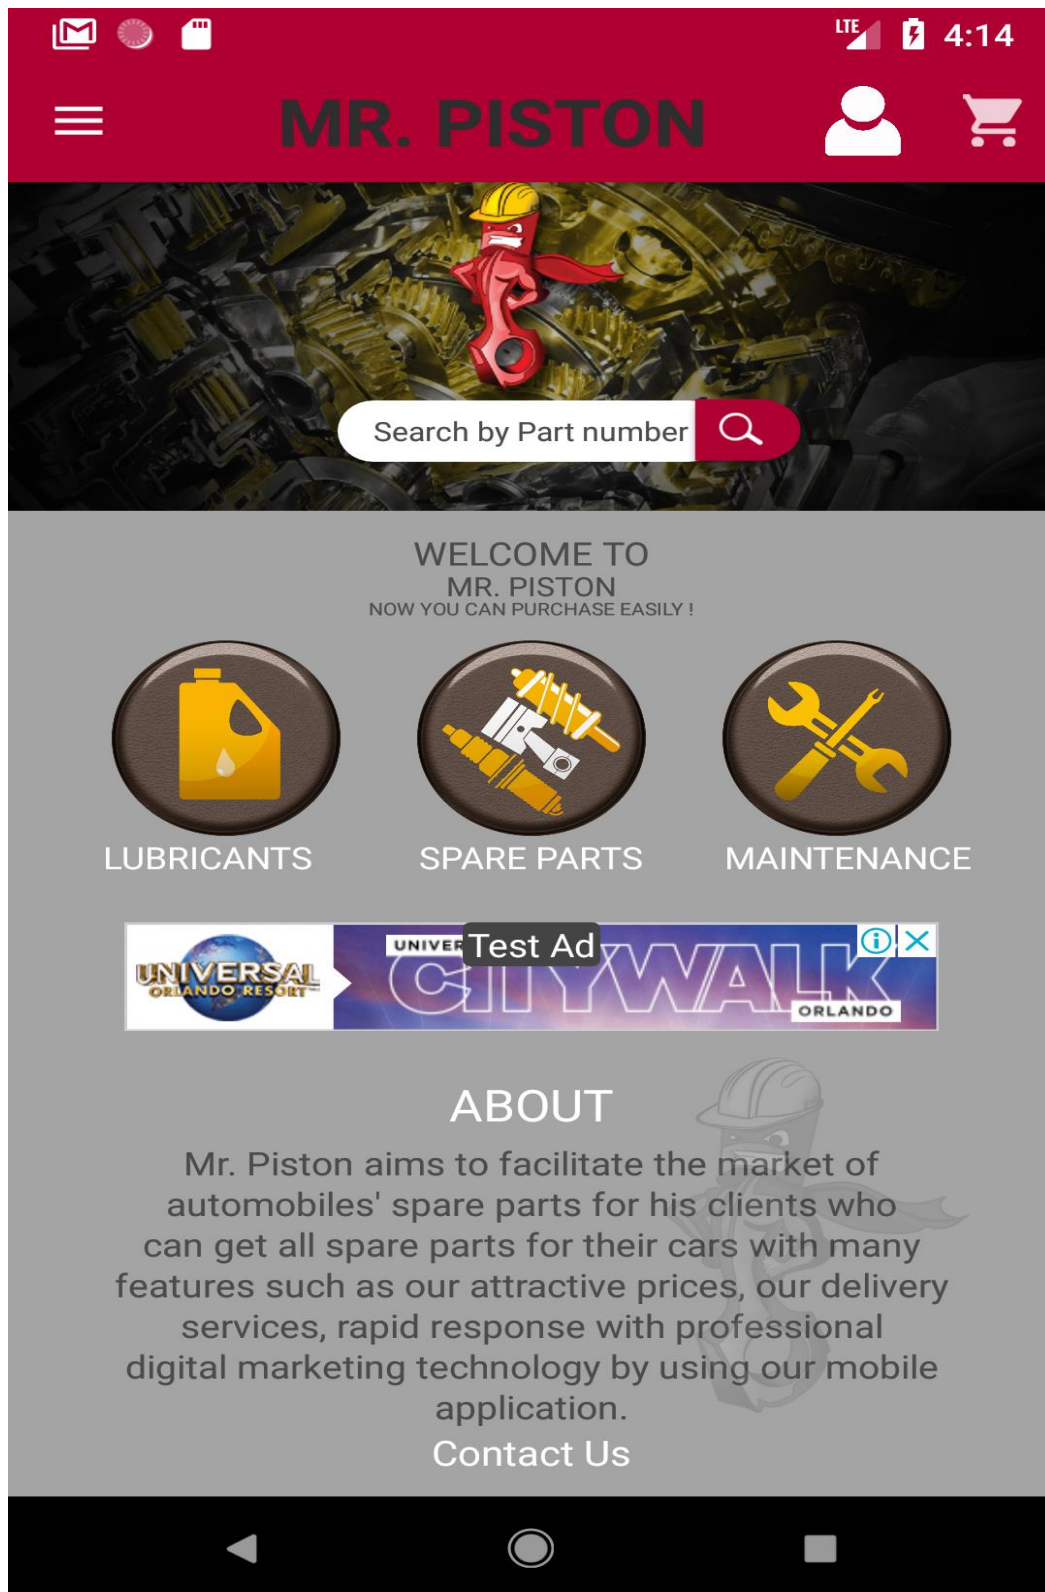 LTE 4:14
MR. PISTON
Search by Part number
WELCOME TO
MR. PISTON
NOW YOU CAN PURCHASE EASILY !
LUBRICANTS SPARE PARTS MAINTENANCE
Test Ad
UNIVERSAL
ORLANDO RESORT
UNIVER
CITYWALK
ORLANDO
ABOUT
Mr. Piston aims to facilitate the market of
automobiles' spare parts for his clients who
can get all spare parts for their cars with many
features such as our attractive prices, our delivery
services, rapid response with professional
digital marketing technology by using our mobile
application.
Contact Us